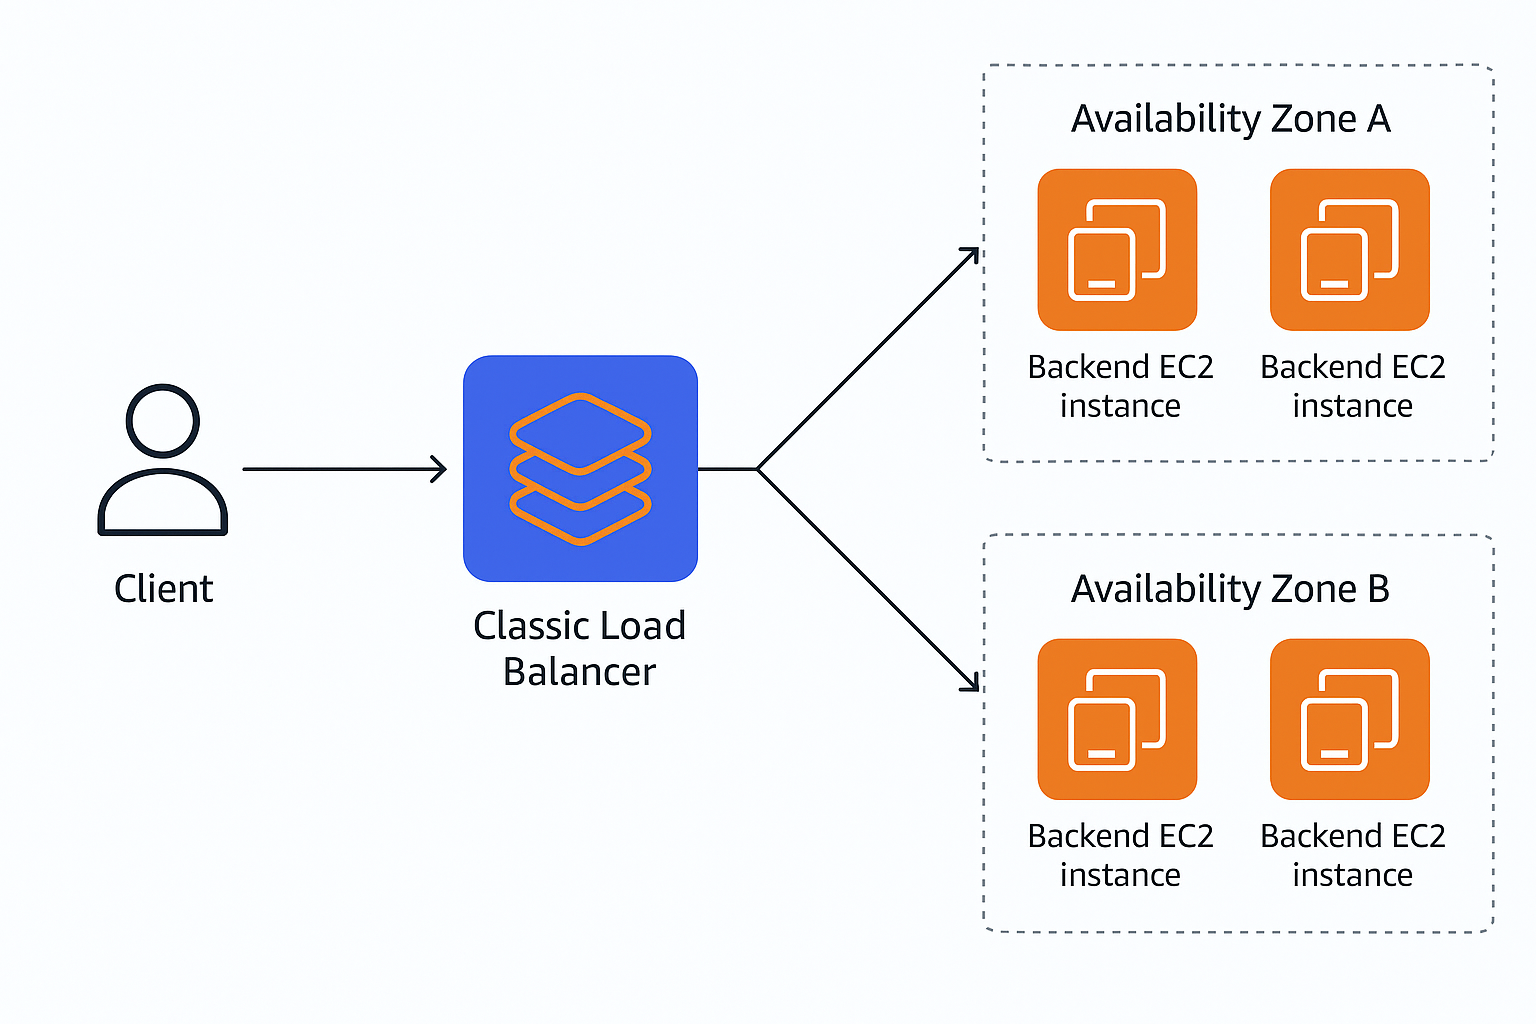 Availability Zone A
Backend EC2
instance
Backend EC2
instance
Client
Classic Load
Balancer
Availability Zone B
Backend EC2
instance
Backend EC2
instance